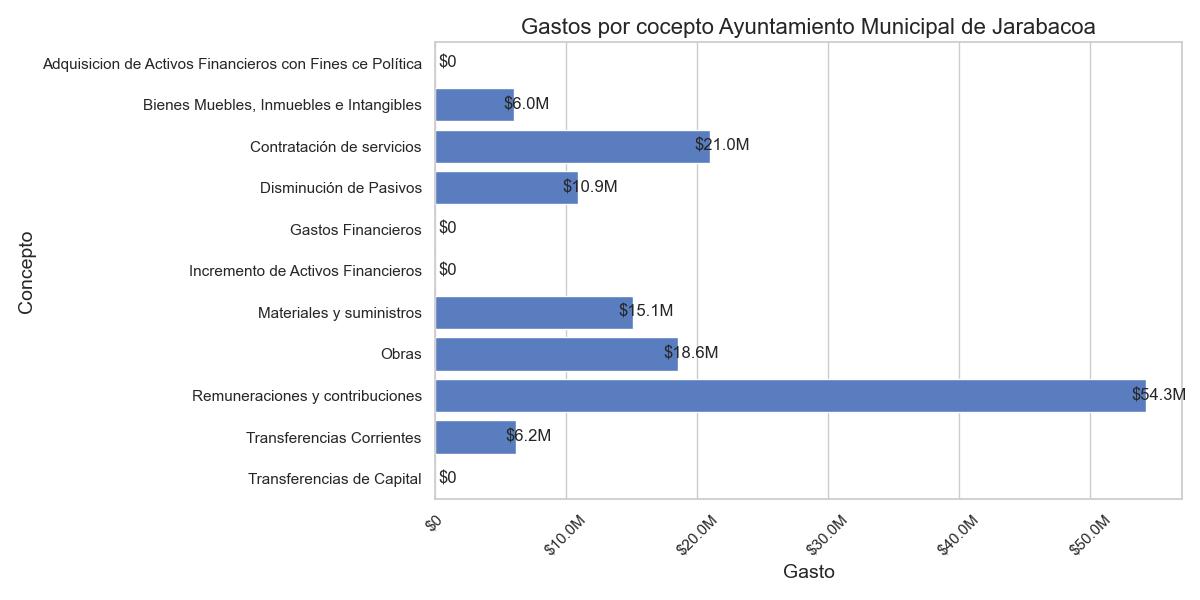 Gastos por cocepto Ayuntamiento Municipal de Jarabacoa
Concepto
Adquisicion de Activos Financieros con Fines ce Política $0
Bienes Muebles, Inmuebles e Intangibles $6.0M
Contratación de servicios $21.0M
Disminución de Pasivos $10.9M
Gastos Financieros $0
Incremento de Activos Financieros $0
Materiales y suministros $15.1M
Obras $18.6M
Remuneraciones y contribuciones $54.3M
Transferencias Corrientes $6.2M
Transferencias de Capital $0
$0 $10.0M $20.0M $30.0M $40.0M $50.0M
Gasto